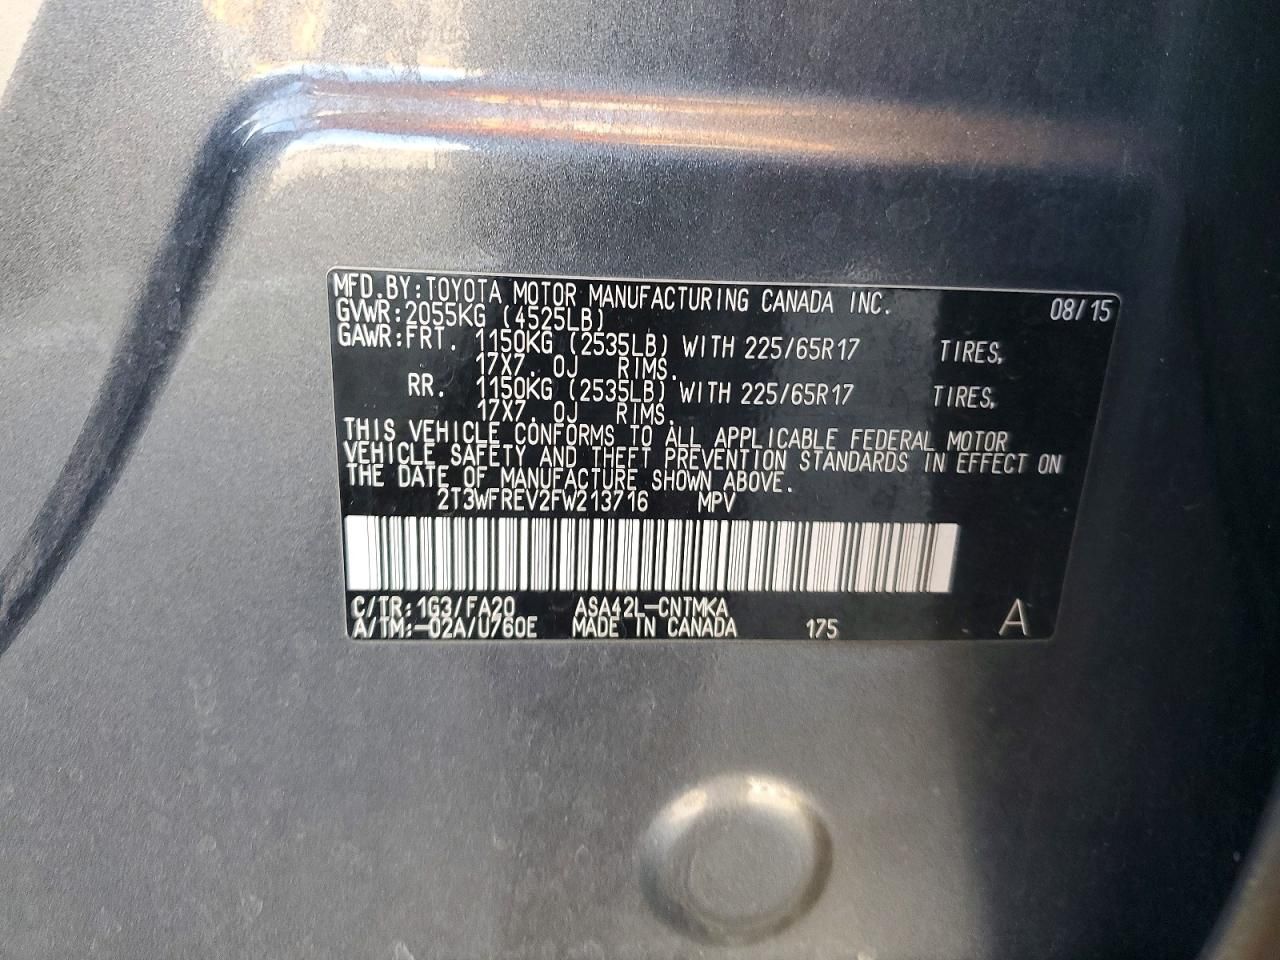 MFD. BY: TOYOTA MOTOR MANUFACTURING CANADA INC. 08/15
GVWR: 2055KG (4525LB)
GAWR: FRT. 1150KG (2535LB) WITH 225/65R17 TIRES,
17X7. 0J RIMS.
RR. 1150KG (2535LB) WITH 225/65R17 TIRES,
17X7. 0J RIMS.
THIS VEHICLE CONFORMS TO ALL APPLICABLE FEDERAL MOTOR
VEHICLE SAFETY AND THEFT PREVENTION STANDARDS IN EFFECT ON
THE DATE OF MANUFACTURE SHOWN ABOVE.
2T3WFREV2FW213716 MPV
C/TR: 1G3/FA20 ASA42L-CNTMKA
A/TM:-02A/U760E MADE IN CANADA 175 A